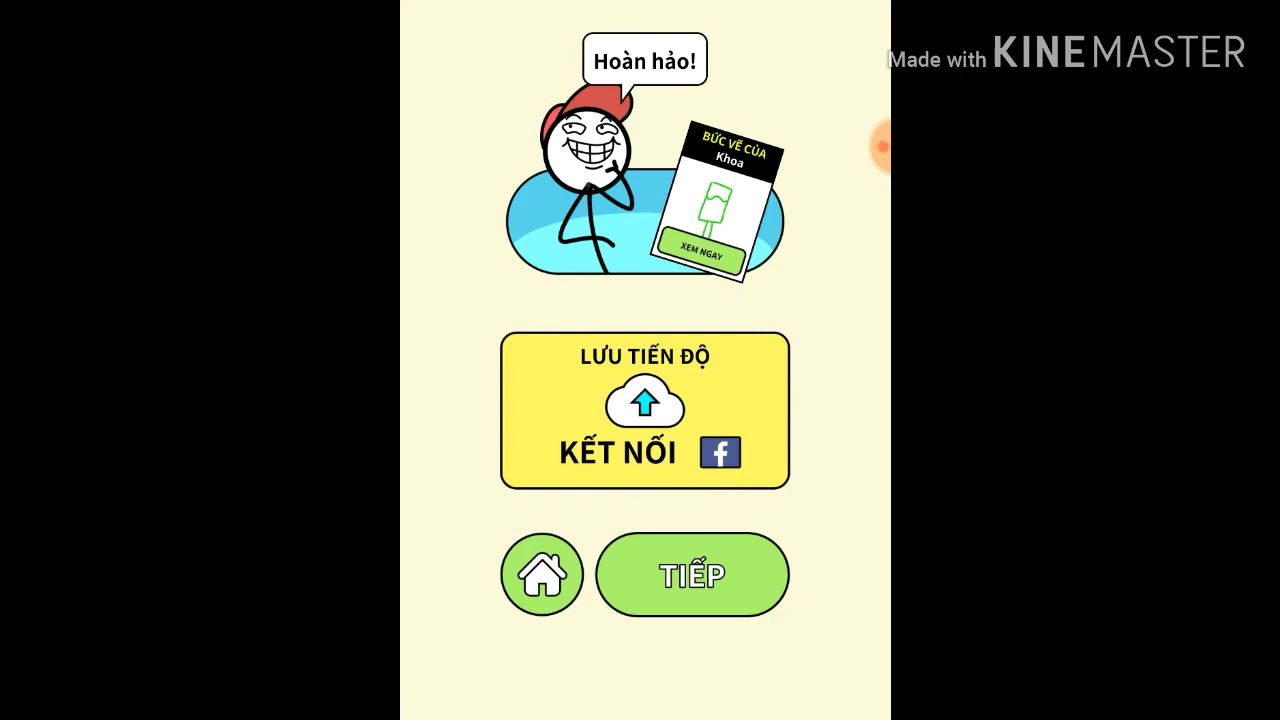 Hoàn hảo!
Made with KINEMASTER
BỨC VẼ CỦA
Khoa
XEM NGAY
LƯU TIẾN ĐỘ
KẾT NỐI f
TIẾP